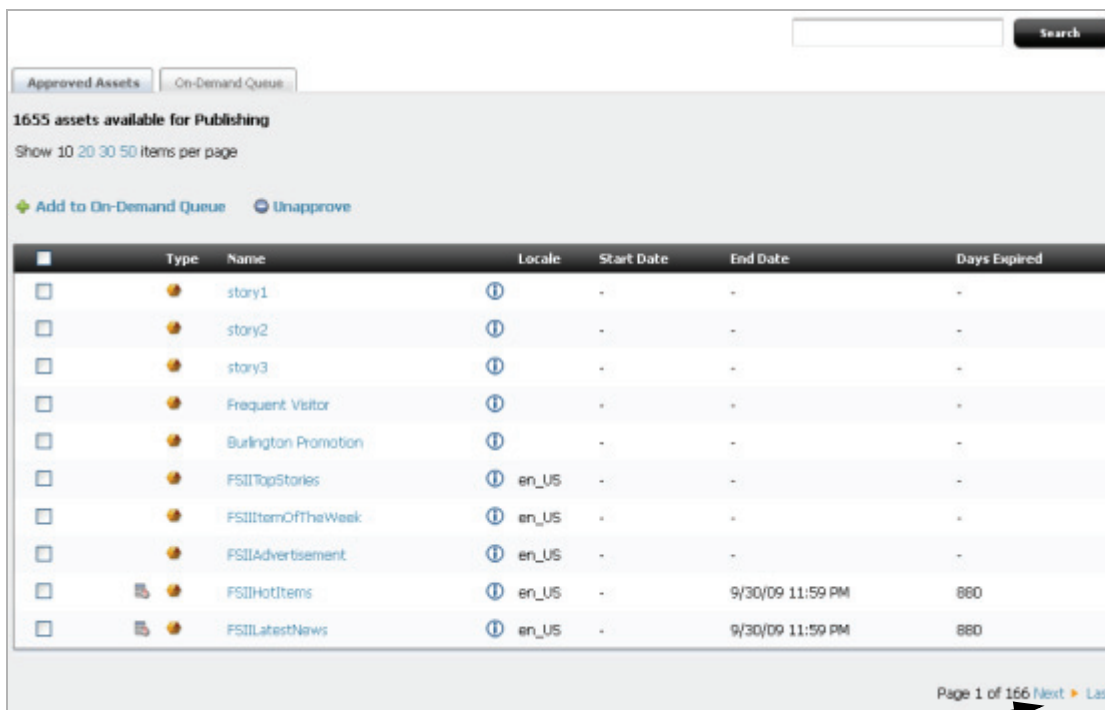 Search
Approved Assets On-Demand Queue
1655 assets available for Publishing
Show 10 20 30 50 items per page
Add to On-Demand Queue Unapprove
Type Name Locale Start Date End Date Days Expired
story1 - - -
story2 - - -
story3 - - -
Frequent Visitor - - -
Burlington Promotion - - -
FSIITopStories en_US - - -
FSIIItemOfTheWeek en_US - - -
FSIIAdvertisement en_US - - -
FSIIHotItems en_US - 9/30/09 11:59 PM 880
FSIILatestNews en_US - 9/30/09 11:59 PM 880
Page 1 of 166 Next Las